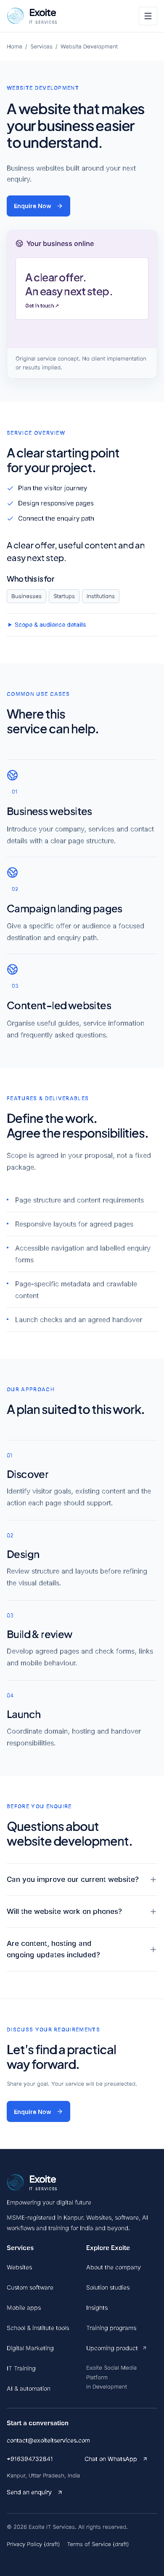 Exoite
IT SERVICES
Home / Services / Website Development
WEBSITE DEVELOPMENT
A website that makes
your business easier
to understand.
Business websites built around your next
enquiry.
Enquire Now →
Your business online
A clear offer.
An easy next step.
Get in touch ↗
Original service concept. No client implementation
or results implied.
SERVICE OVERVIEW
A clear starting point
for your project.
Plan the visitor journey
Design responsive pages
Connect the enquiry path
A clear offer, useful content and an
easy next step.
Who this is for
Businesses
Startups
Institutions
Scope & audience details
COMMON USE CASES
Where this
service can help.
01
Business websites
Introduce your company, services and contact
details with a clear page structure.
02
Campaign landing pages
Give a specific offer or audience a focused
destination and enquiry path.
03
Content-led websites
Organise useful guides, service information
and frequently asked questions.
FEATURES & DELIVERABLES
Define the work.
Agree the responsibilities.
Scope is agreed in your proposal, not a fixed
package.
• Page structure and content requirements
• Responsive layouts for agreed pages
• Accessible navigation and labelled enquiry
forms
• Page-specific metadata and crawlable
content
• Launch checks and an agreed handover
OUR APPROACH
A plan suited to this work.
01
Discover
Identify visitor goals, existing content and the
action each page should support.
02
Design
Review structure and layouts before refining
the visual details.
03
Build & review
Develop agreed pages and check forms, links
and mobile behaviour.
04
Launch
Coordinate domain, hosting and handover
responsibilities.
BEFORE YOU ENQUIRE
Questions about
website development.
Can you improve our current website? +
Will the website work on phones? +
Are content, hosting and
ongoing updates included? +
DISCUSS YOUR REQUIREMENTS
Let's find a practical
way forward.
Share your goal. Your service will be preselected.
Enquire Now →
Exoite
IT SERVICES
Empowering your digital future
MSME-registered in Kanpur. Websites, software, AI
workflows and training for India and beyond.
Services
Websites
Custom software
Mobile apps
School & institute tools
Digital Marketing
IT Training
AI & automation
Explore Exoite
About the company
Solution studies
Insights
Training programs
Upcoming product ↗
Exoite Social Media
Platform
In Development
Start a conversation
contact@exoiteitservices.com
+916394732841
Chat on WhatsApp ↗
Kanpur, Uttar Pradesh, India
Send an enquiry ↗
© 2026 Exoite IT Services. All rights reserved.
Privacy Policy (draft) Terms of Service (draft)